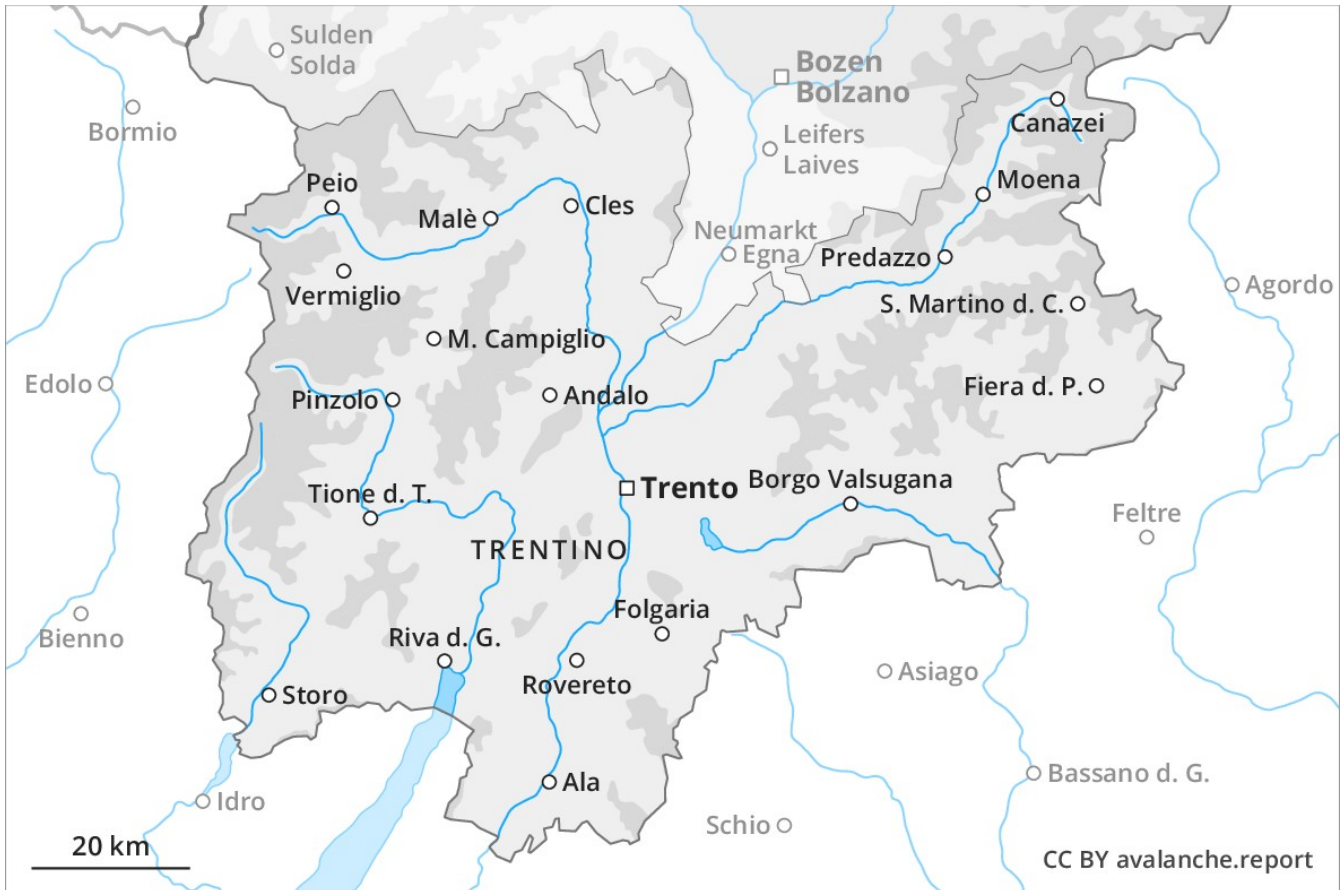 Sulden
Solda
Bozen
Bolzano
Bormio
Canazei
Leifers
Laives
Peio
Moena
Malè
Cles
Neumarkt
Egna
Predazzo
Vermiglio
Agordo
S. Martino d. C.
M. Campiglio
Edolo
Pinzolo
Andalo
Fiera d. P.
Trento
Borgo Valsugana
Tione d. T.
Feltre
TRENTINO
Folgaria
Bienno
Riva d. G.
Asiago
Rovereto
Storo
Bassano d. G.
Ala
Idro
Schio
20 km
CC BY avalanche.report